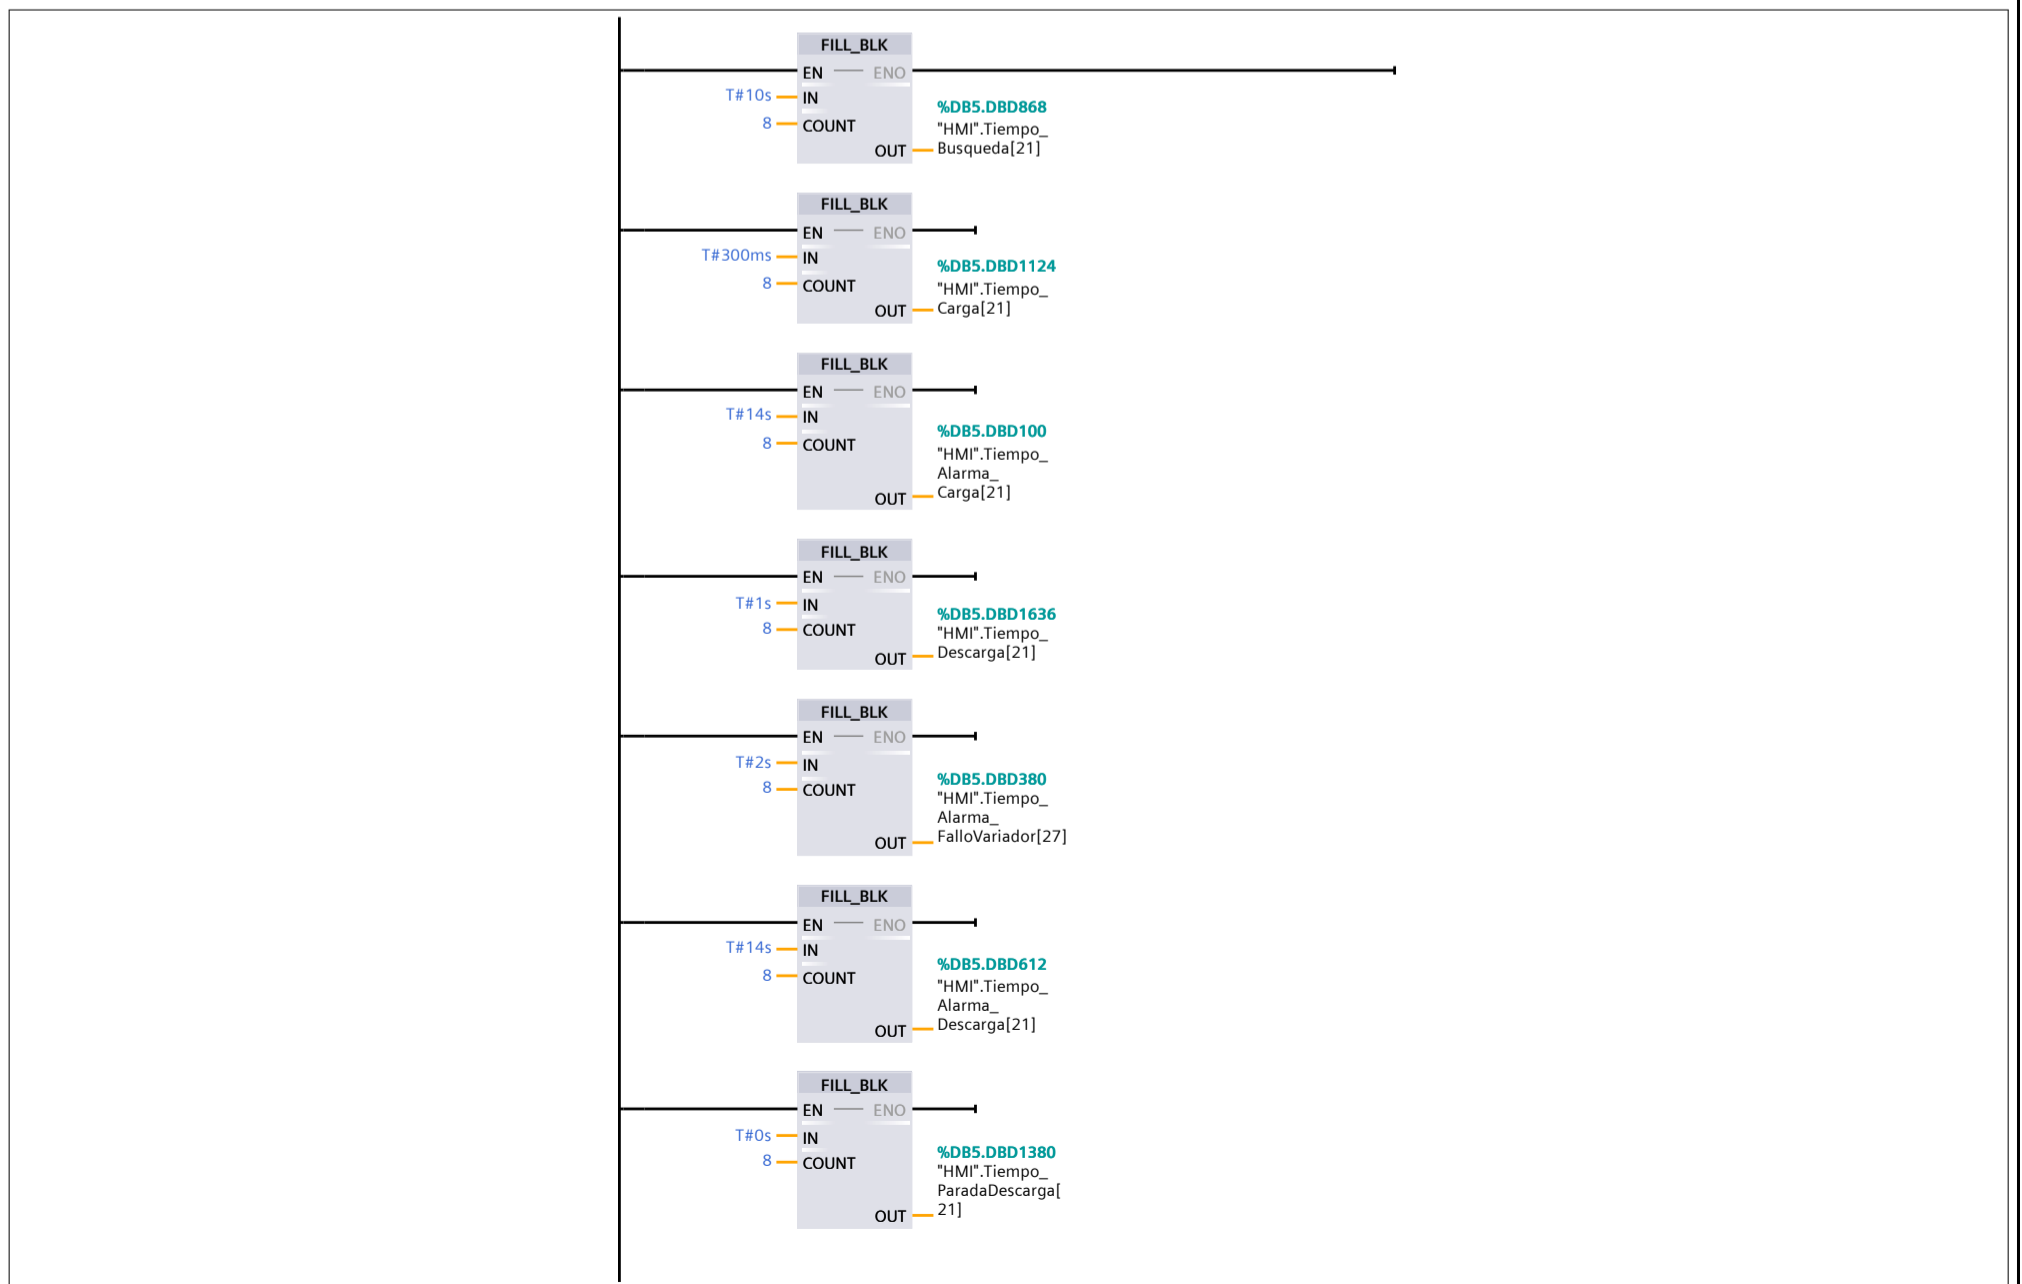 FILL_BLK
EN ENO
T#10s IN
8 COUNT
OUT
%DB5.DBD868
"HMI".Tiempo_
Busqueda[21]
FILL_BLK
EN ENO
T#300ms IN
8 COUNT
OUT
%DB5.DBD1124
"HMI".Tiempo_
Carga[21]
FILL_BLK
EN ENO
T#14s IN
8 COUNT
OUT
%DB5.DBD100
"HMI".Tiempo_
Alarma_
Carga[21]
FILL_BLK
EN ENO
T#1s IN
8 COUNT
OUT
%DB5.DBD1636
"HMI".Tiempo_
Descarga[21]
FILL_BLK
EN ENO
T#2s IN
8 COUNT
OUT
%DB5.DBD380
"HMI".Tiempo_
Alarma_
FalloVariador[27]
FILL_BLK
EN ENO
T#14s IN
8 COUNT
OUT
%DB5.DBD612
"HMI".Tiempo_
Alarma_
Descarga[21]
FILL_BLK
EN ENO
T#0s IN
8 COUNT
OUT
%DB5.DBD1380
"HMI".Tiempo_
ParadaDescarga[
21]